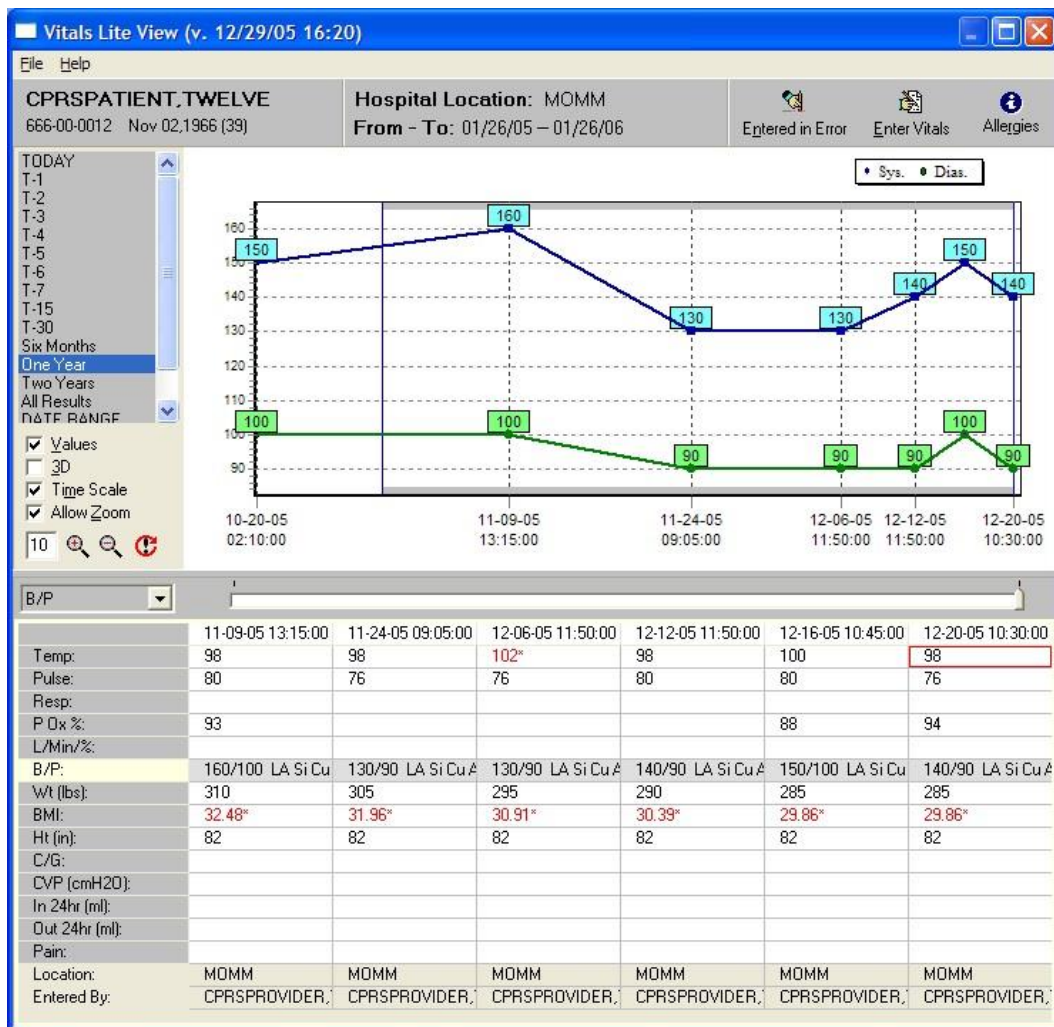 Vitals Lite View (v. 12/29/05 16:20)
File Help
CPRSPATIENT,TWELVE
666-00-0012 Nov 02,1966 (39)
Hospital Location: MOMM
From - To: 01/26/05 – 01/26/06
Entered in Error Enter Vitals Allergies
TODAY
T-1
T-2
T-3
T-4
T-5
T-6
T-7
T-15
T-30
Six Months
One Year
Two Years
All Results
DATE RANGE
Values
3D
Time Scale
Allow Zoom
10
Sys. Dias.
160
150
140
130
120
110
100
90
150 160 130 130 140 150 140
100 100 90 90 90 100 90
10-20-05 11-09-05 11-24-05 12-06-05 12-12-05 12-20-05
02:10:00 13:15:00 09:05:00 11:50:00 11:50:00 10:30:00
B/P
11-09-05 13:15:00 11-24-05 09:05:00 12-06-05 11:50:00 12-12-05 11:50:00 12-16-05 10:45:00 12-20-05 10:30:00
Temp: 98 98 102* 98 100 98
Pulse: 80 76 76 80 80 76
Resp:
P Ox %: 93 88 94
L/Min/%:
B/P: 160/100 LA Si Cu 130/90 LA Si Cu A 130/90 LA Si Cu A 140/90 LA Si Cu A 150/100 LA Si Cu 140/90 LA Si Cu A
Wt (lbs): 310 305 295 290 285 285
BMI: 32.48* 31.96* 30.91* 30.39* 29.86* 29.86*
Ht (in): 82 82 82 82 82 82
C/G:
CVP (cmH2O):
In 24hr (ml):
Out 24hr (ml):
Pain:
Location: MOMM MOMM MOMM MOMM MOMM MOMM
Entered By: CPRSPROVIDER, CPRSPROVIDER, CPRSPROVIDER, CPRSPROVIDER, CPRSPROVIDER, CPRSPROVIDER,